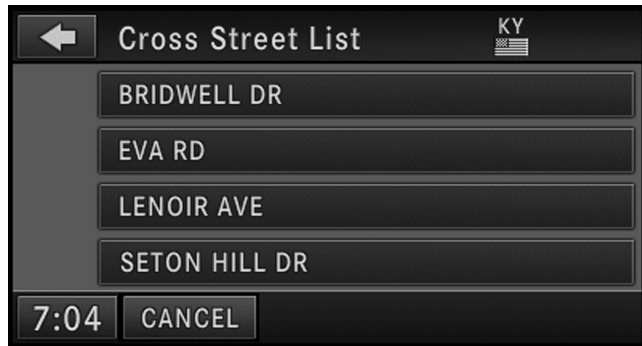 Cross Street List
KY
BRIDWELL DR
EVA RD
LENOIR AVE
SETON HILL DR
7:04
CANCEL